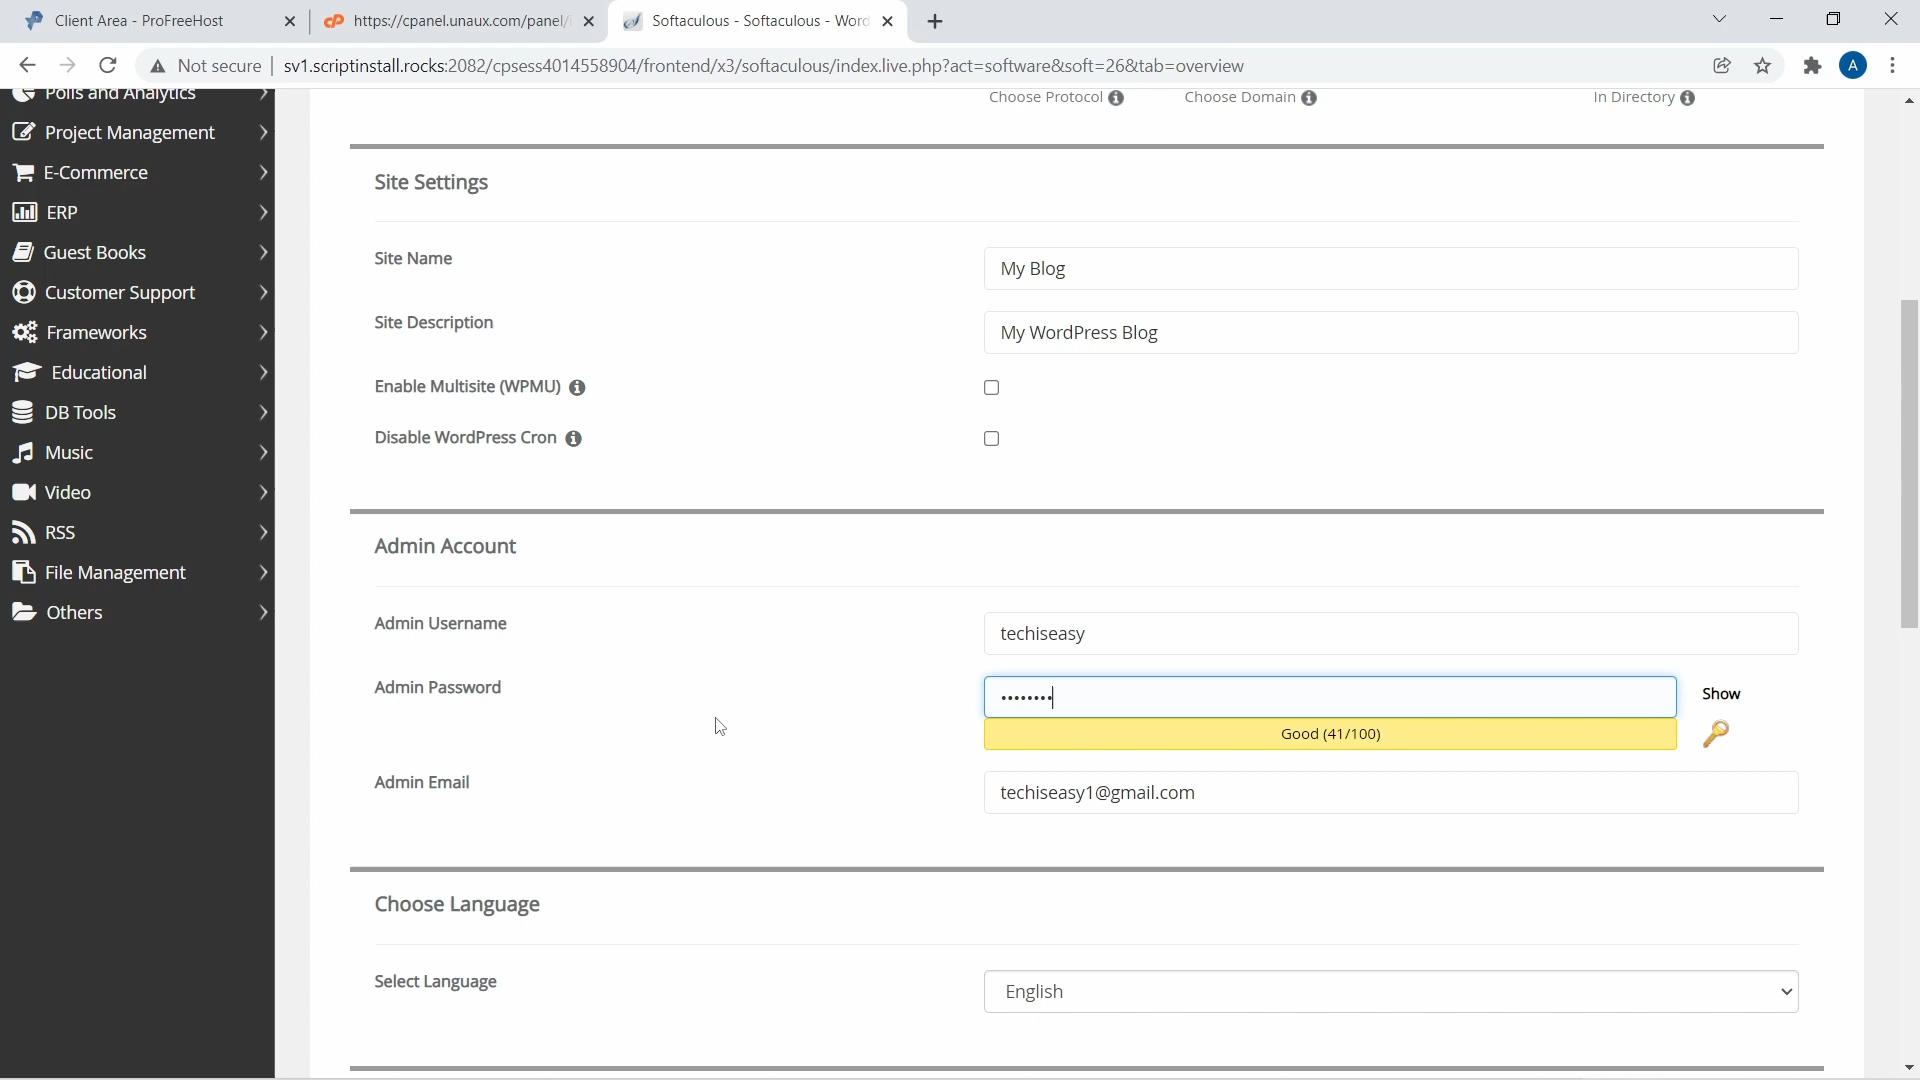 Client Area - ProFreeHost
https://cpanel.unaux.com/panel/
Softaculous - Softaculous - Word
Not secure
sv1.scriptinstall.rocks:2082/cpsess4014558904/frontend/x3/softaculous/index.live.php?act=software&soft=26&tab=overview
A
Polls and Analytics
Project Management
E-Commerce
ERP
Guest Books
Customer Support
Frameworks
Educational
DB Tools
Music
Video
RSS
File Management
Others
Choose Protocol
Choose Domain
In Directory
Site Settings
Site Name
My Blog
Site Description
My WordPress Blog
Enable Multisite (WPMU)
Disable WordPress Cron
Admin Account
Admin Username
techiseasy
Admin Password
••••••••
Show
Good (41/100)
Admin Email
techiseasy1@gmail.com
Choose Language
Select Language
English